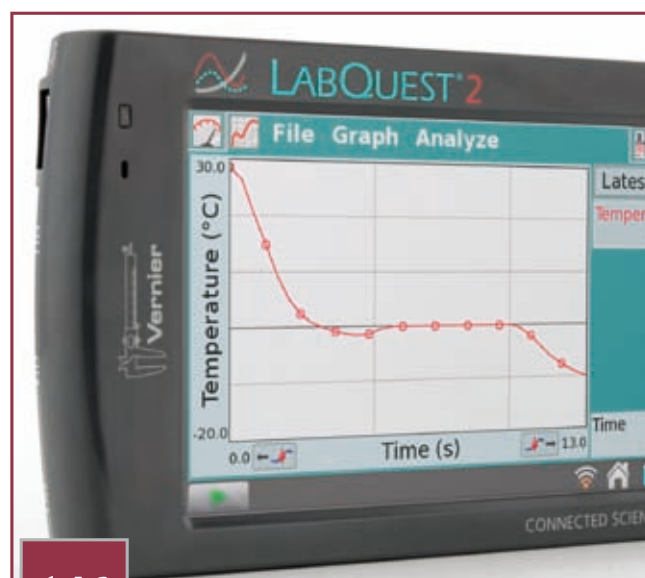 LABQUEST®2
File Graph Analyze
30.0
Temperature (°C)
-20.0
0.0
Time (s)
13.0
Lates
Temper
Time
Vernier
CONNECTED SCIEN